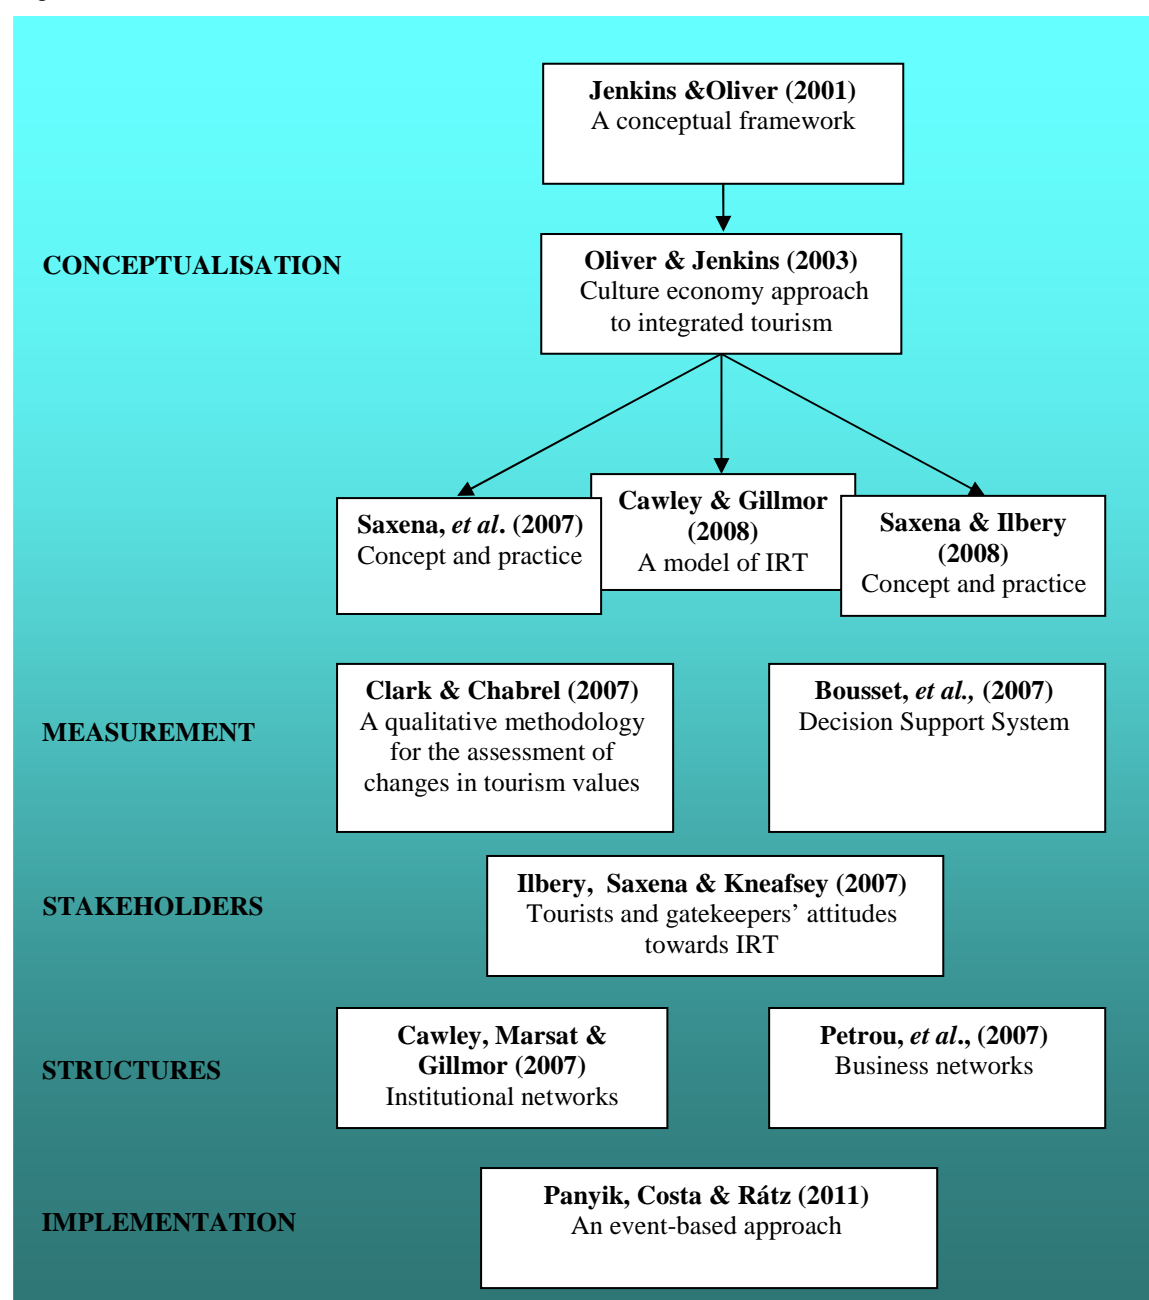 Jenkins &Oliver (2001)
A conceptual framework
CONCEPTUALISATION
Oliver & Jenkins (2003)
Culture economy approach
to integrated tourism
Saxena, et al. (2007)
Concept and practice
Cawley & Gillmor
(2008)
A model of IRT
Saxena & Ilbery
(2008)
Concept and practice
MEASUREMENT
Clark & Chabrel (2007)
A qualitative methodology
for the assessment of
changes in tourism values
Bousset, et al., (2007)
Decision Support System
STAKEHOLDERS
Ilbery, Saxena & Kneafsey (2007)
Tourists and gatekeepers’ attitudes
towards IRT
STRUCTURES
Cawley, Marsat &
Gillmor (2007)
Institutional networks
Petrou, et al., (2007)
Business networks
IMPLEMENTATION
Panyik, Costa & Rátz (2011)
An event-based approach